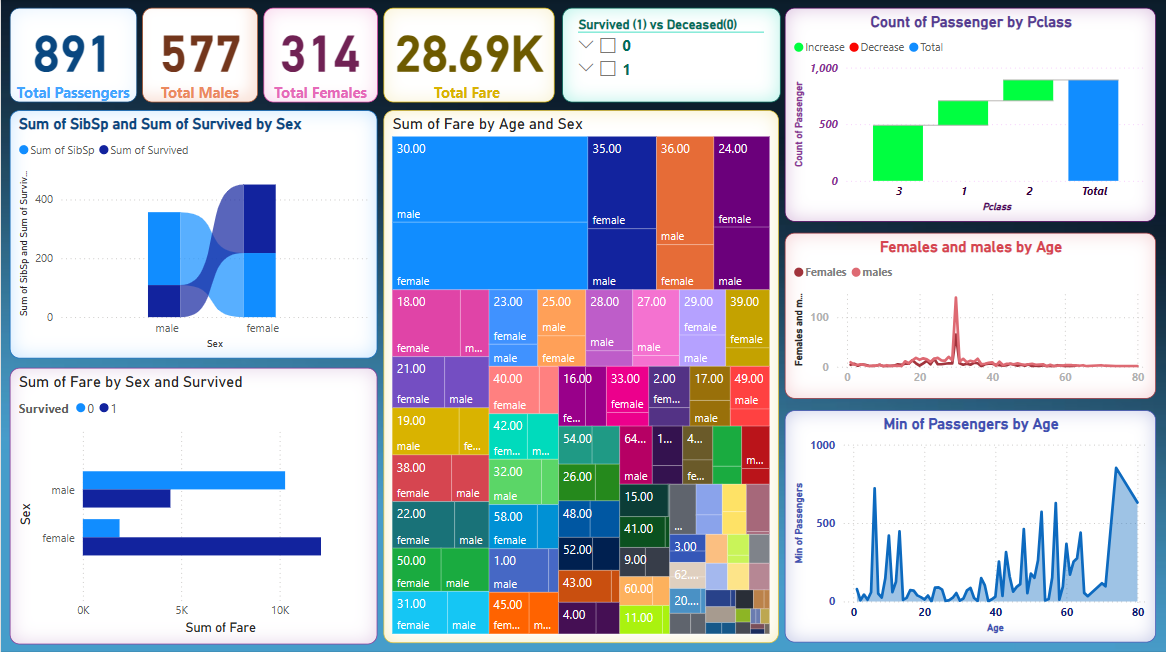 891
Total Passengers
577
Total Males
314
Total Females
28.69K
Total Fare
Survived (1) vs Deceased(0)
0
1
Sum of SibSp and Sum of Survived by Sex
Sum of SibSp Sum of Survived
Sum of SibSp and Sum of Surviv...
400
200
0
male female
Sex
Sum of Fare by Sex and Survived
Survived 0 1
Sex
male
female
0K 5K 10K
Sum of Fare
Sum of Fare by Age and Sex
30.00 35.00 36.00 24.00
male female male female
female male female male
18.00 23.00 25.00 28.00 27.00 29.00 39.00
female m... female male male male female female
male female male
21.00 40.00 16.00 33.00 2.00 17.00 49.00
female male female fe... female fem... male male
19.00 42.00 54.00 64.... 1... 4...
male fe... fem... m... male fe... m...
38.00 32.00 26.00 15.00
female male male ...
22.00 58.00 48.00 41.00
female male female
50.00 1.00 52.00 9.00 3.00
female male male 43.00 60.00 62....
31.00 45.00 4.00 11.00 20....
female male fem... m...
Count of Passenger by Pclass
Increase Decrease Total
Count of Passenger
1,000
500
0
3 1 2 Total
Pclass
Females and males by Age
Females males
Females and m...
100
0
0 20 40 60 80
Min of Passengers by Age
Min of Passengers
1000
500
0
0 20 40 60 80
Age